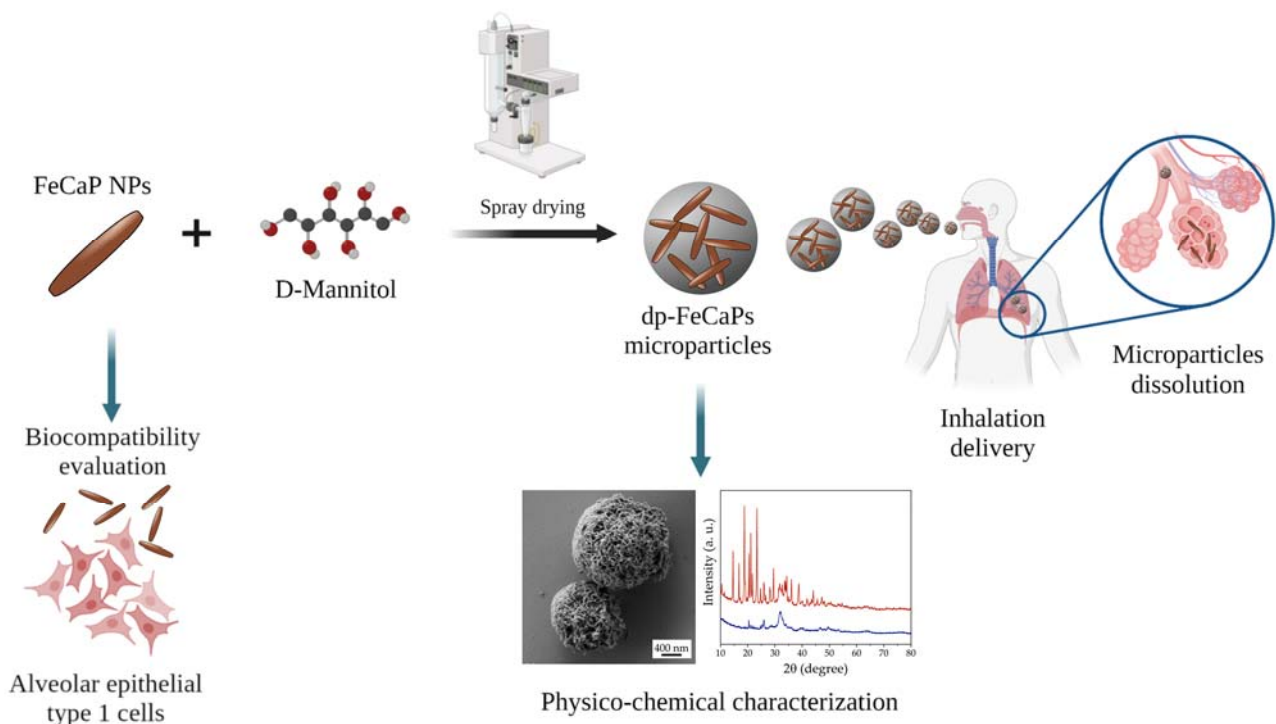 FeCaP NPs
+
D-Mannitol
Spray drying
dp-FeCaPs
microparticles
Inhalation
delivery
Microparticles
dissolution
Biocompatibility
evaluation
Alveolar epithelial
type 1 cells
400 nm
Intensity (a. u.)
10 20 30 40 50 60 70 80
2θ (degree)
Physico-chemical characterization